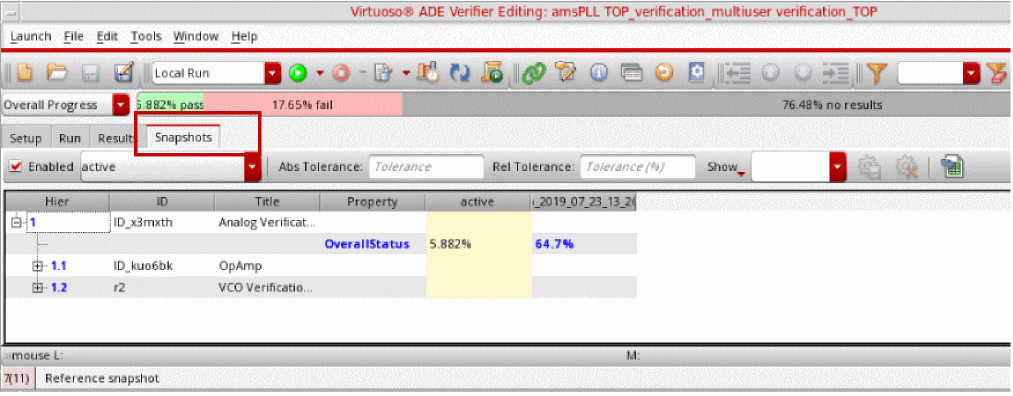 Virtuoso® ADE Verifier Editing: amsPLL TOP_verification_multiuser verification_TOP
Launch File Edit Tools Window Help
Local Run
Overall Progress 5.882% pass 17.65% fail 76.48% no results
Setup Run Results Snapshots
Enabled active Abs Tolerance: Tolerance Rel Tolerance: Tolerance (%) Show
Hier ID Title Property active _2019_07_23_13_26
1 ID_x3mxth Analog Verificat...
OverallStatus 5.882% 64.7%
1.1 ID_kuo6bk OpAmp
1.2 r2 VCO Verificatio...
mouse L: M:
7(11) Reference snapshot